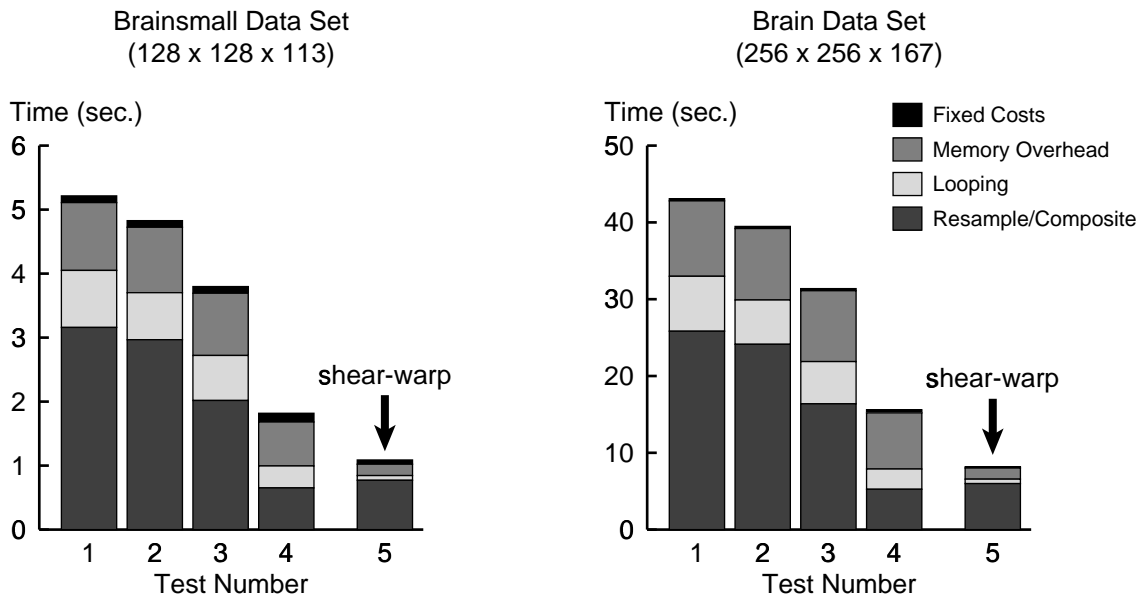 Brainsmall Data Set
(128 x 128 x 113)
Time (sec.)
6
5
4
3
2
1
0
shear-warp
1 2 3 4 5
Test Number
Brain Data Set
(256 x 256 x 167)
Time (sec.)
50
40
30
20
10
0
Fixed Costs
Memory Overhead
Looping
Resample/Composite
shear-warp
1 2 3 4 5
Test Number